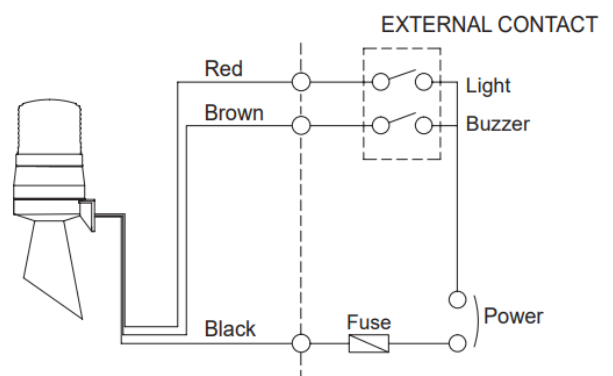 EXTERNAL CONTACT
Red
Light
Brown
Buzzer
Black
Fuse
Power